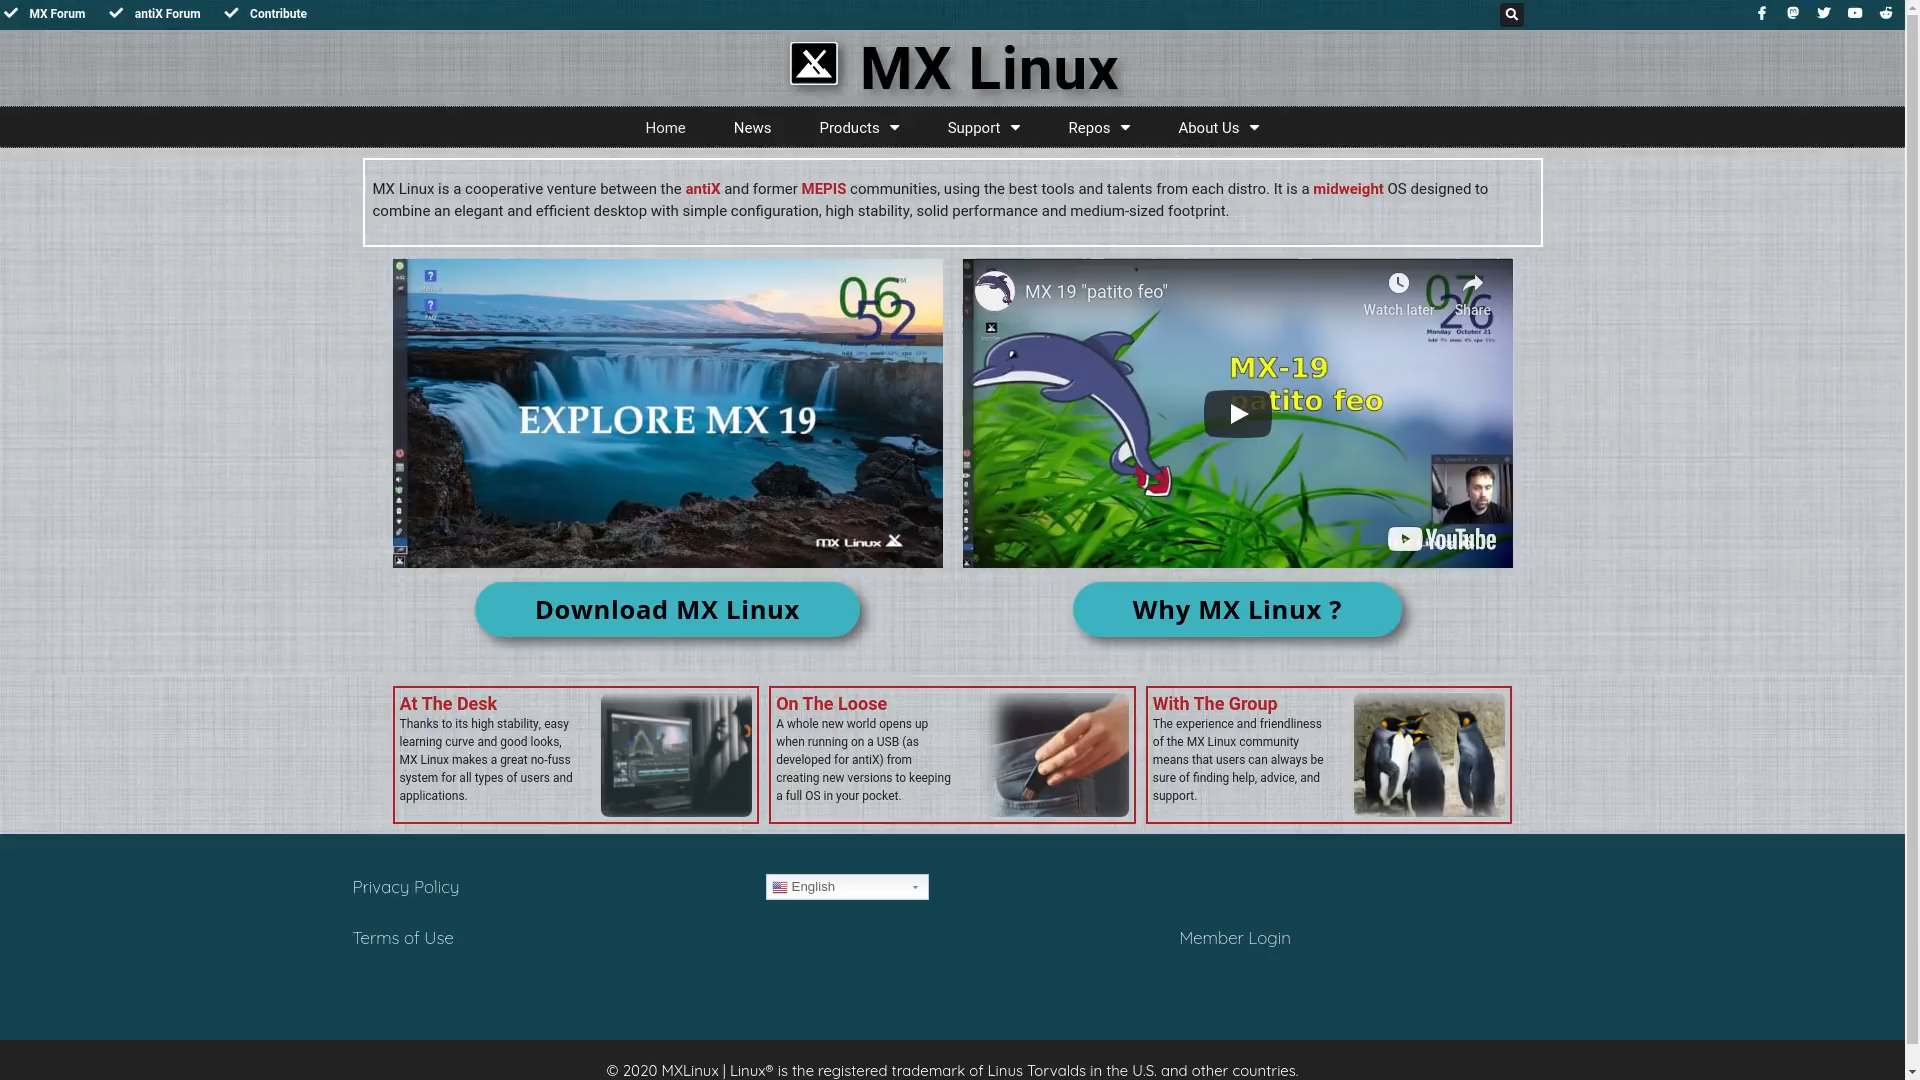 MX Forum
antiX Forum
Contribute
MX Linux
Home
News
Products
Support
Repos
About Us
MX Linux is a cooperative venture between the antiX and former MEPIS communities, using the best tools and talents from each distro. It is a midweight OS designed to
combine an elegant and efficient desktop with simple configuration, high stability, solid performance and medium-sized footprint.
06
52
FAQ
EXPLORE MX 19
MX Linux
MX 19 "patito feo"
Watch later
Share
07
26
Monday October 21
MX-19
patito feo
YouTube
Download MX Linux
Why MX Linux ?
At The Desk
Thanks to its high stability, easy
learning curve and good looks,
MX Linux makes a great no-fuss
system for all types of users and
applications.
On The Loose
A whole new world opens up
when running on a USB (as
developed for antiX) from
creating new versions to keeping
a full OS in your pocket.
With The Group
The experience and friendliness
of the MX Linux community
means that users can always be
sure of finding help, advice, and
support.
Privacy Policy
English
Terms of Use
Member Login
© 2020 MXLinux | Linux® is the registered trademark of Linus Torvalds in the U.S. and other countries.